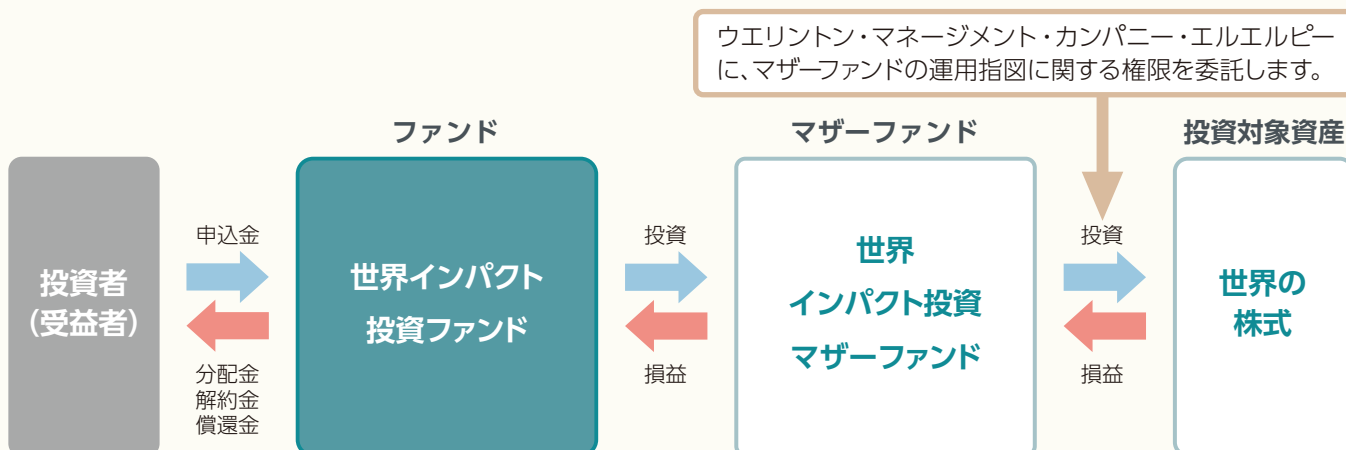 ウエリントン・マネージメント・カンパニー・エルエルピー
に、マザーファンドの運用指図に関する権限を委託します。
ファンド
マザーファンド
投資対象資産
投資者
(受益者)
申込金
分配金
解約金
償還金
世界インパクト
投資ファンド
投資
損益
世界
インパクト投資
マザーファンド
投資
損益
世界の
株式